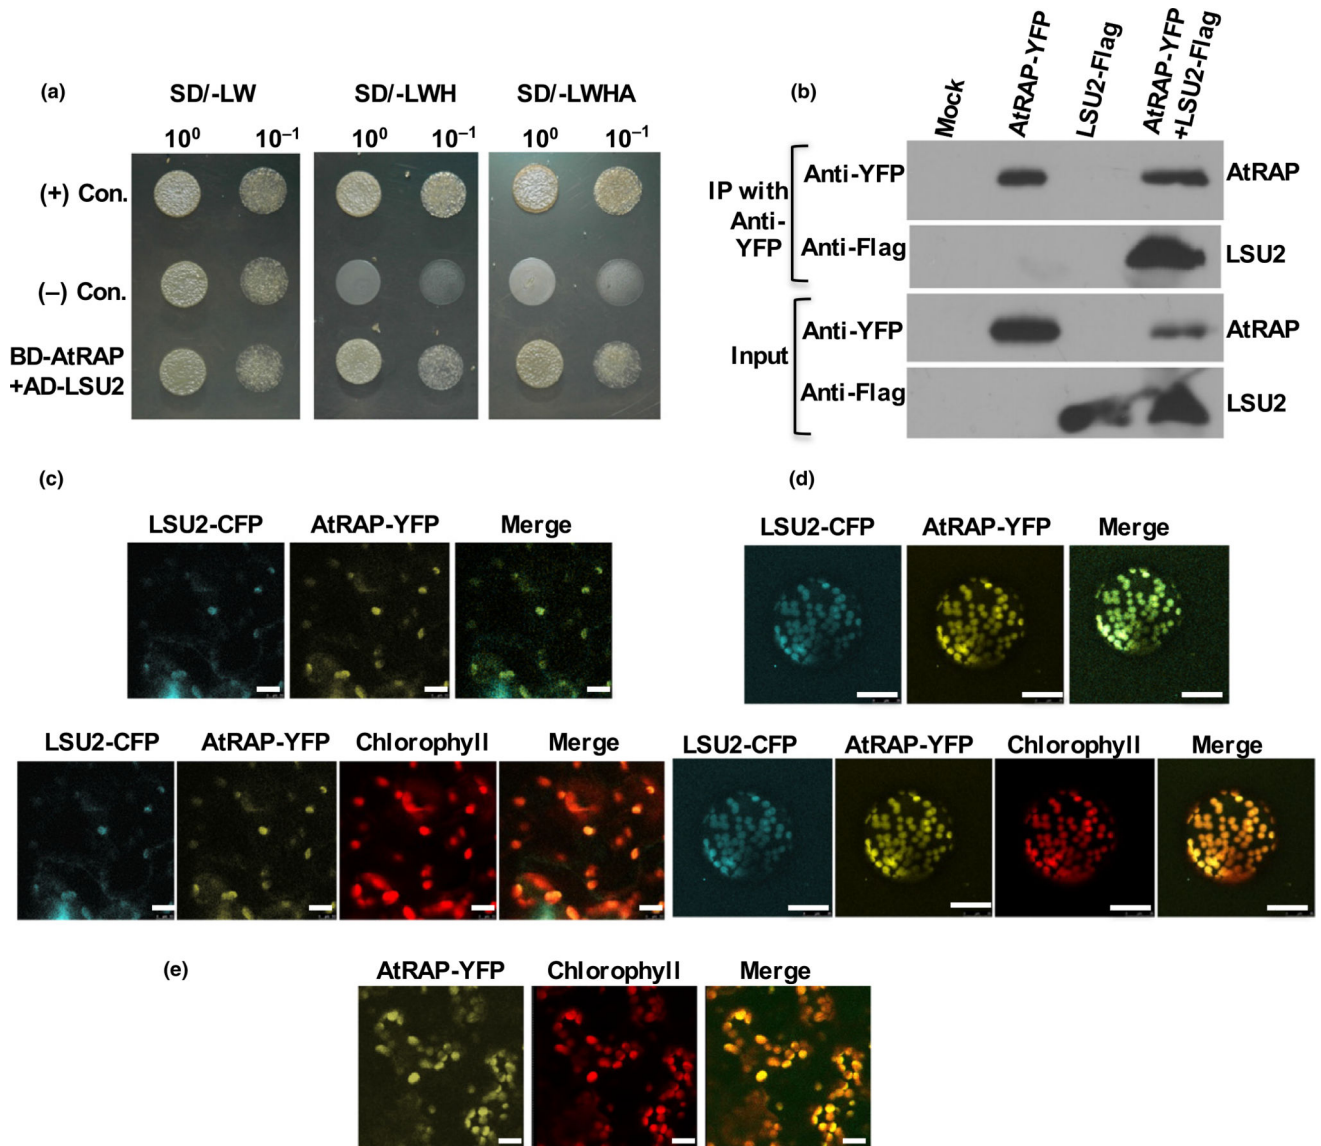 (a)
SD/-LW SD/-LWH SD/-LWHA
10⁰ 10⁻¹ 10⁰ 10⁻¹ 10⁰ 10⁻¹
(+) Con.
(–) Con.
BD-AtRAP
+AD-LSU2
(b)
Mock
AtRAP-YFP
LSU2-Flag
AtRAP-YFP
+LSU2-Flag
IP with
Anti-
YFP
Anti-YFP AtRAP
Anti-Flag LSU2
Input
Anti-YFP AtRAP
Anti-Flag LSU2
(c)
LSU2-CFP AtRAP-YFP Merge
LSU2-CFP AtRAP-YFP Chlorophyll Merge
(d)
LSU2-CFP AtRAP-YFP Merge
LSU2-CFP AtRAP-YFP Chlorophyll Merge
(e)
AtRAP-YFP Chlorophyll Merge